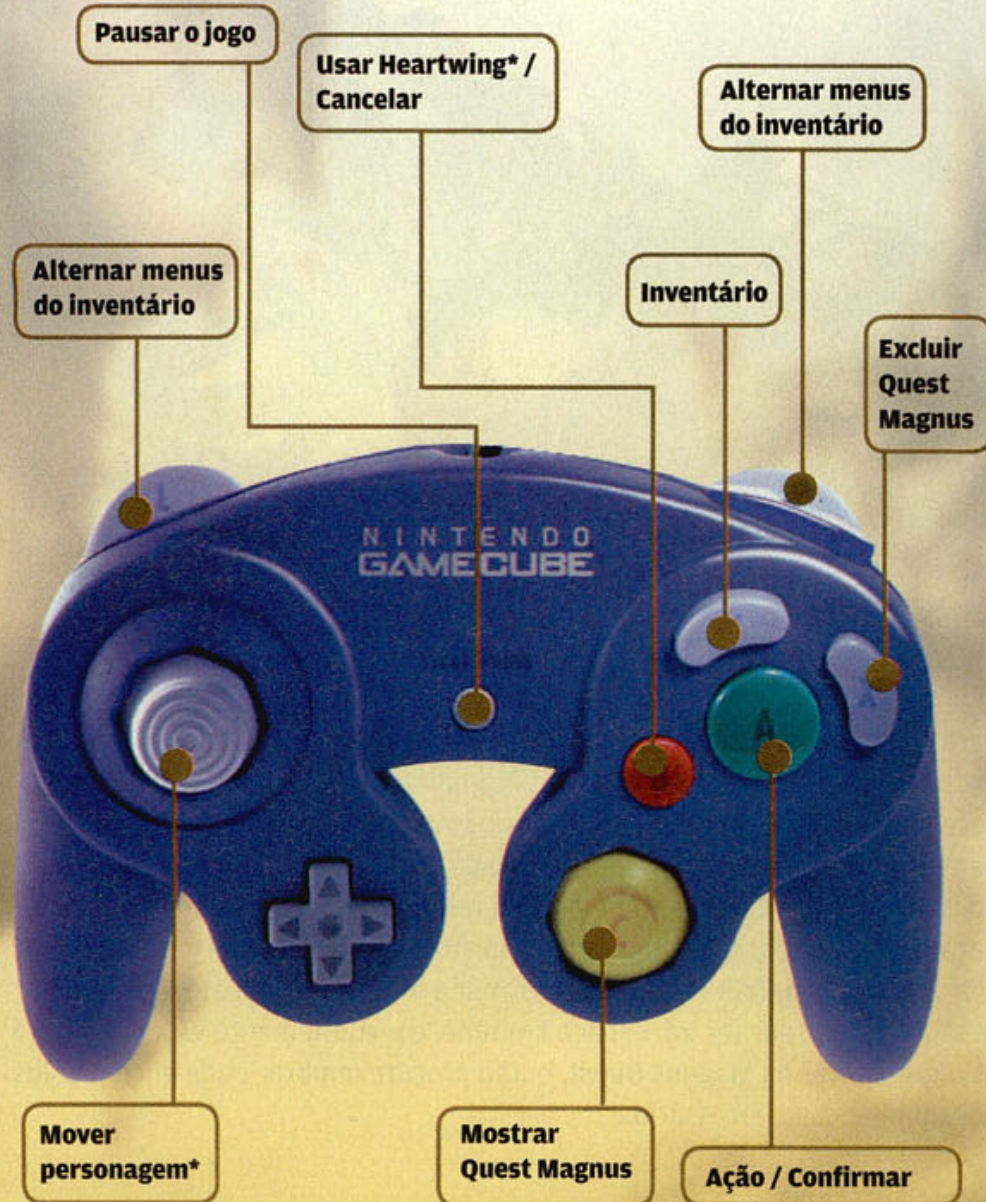 Pausar o jogo
Usar Heartwing* /
Cancelar
Alternar menus
do inventário
Alternar menus
do inventário
Inventário
Excluir
Quest
Magnus
NINTENDO
GAMECUBE
A
Mover
personagem*
Mostrar
Quest Magnus
Ação / Confirmar